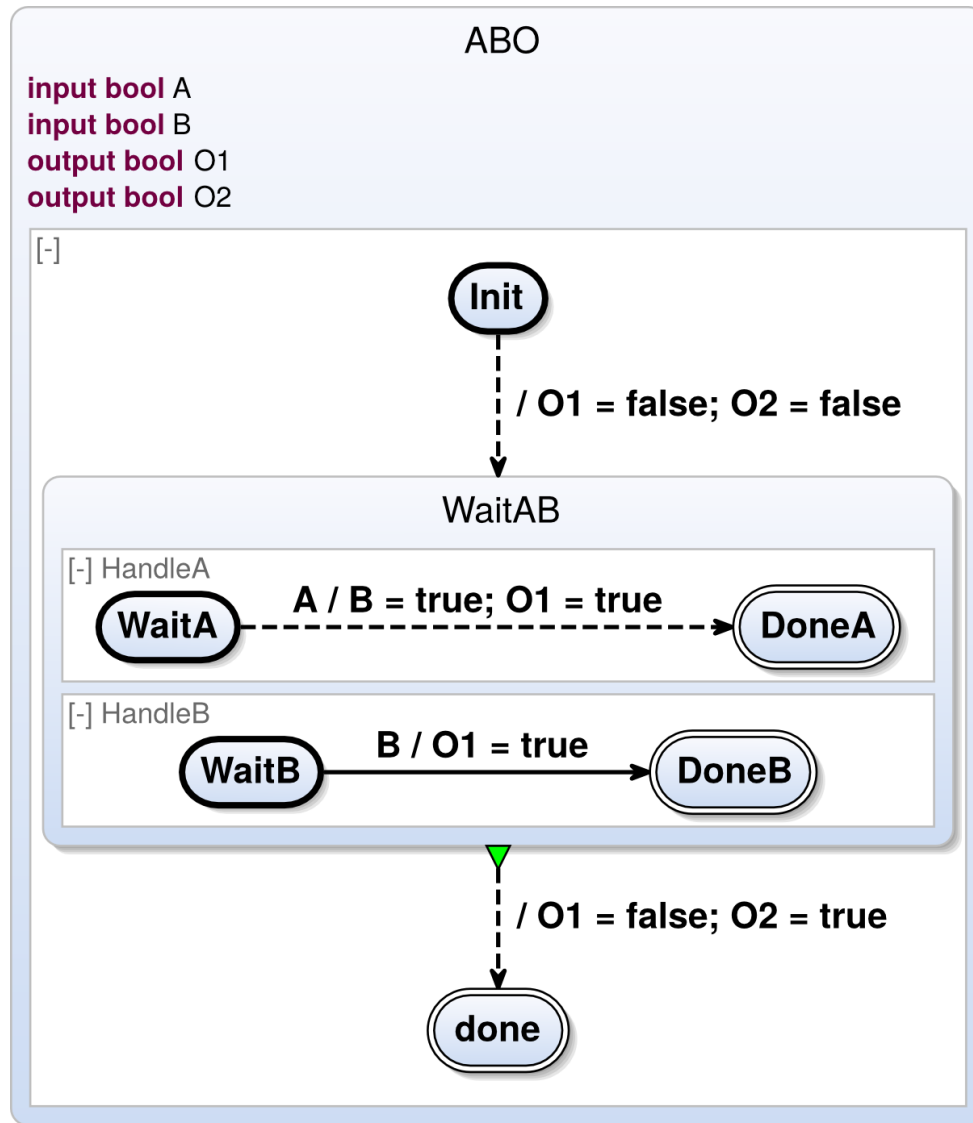 ABO
input bool A
input bool B
output bool O1
output bool O2
[-]
Init
/ O1 = false; O2 = false
WaitAB
[-] HandleA
WaitA
A / B = true; O1 = true
DoneA
[-] HandleB
WaitB
B / O1 = true
DoneB
/ O1 = false; O2 = true
done